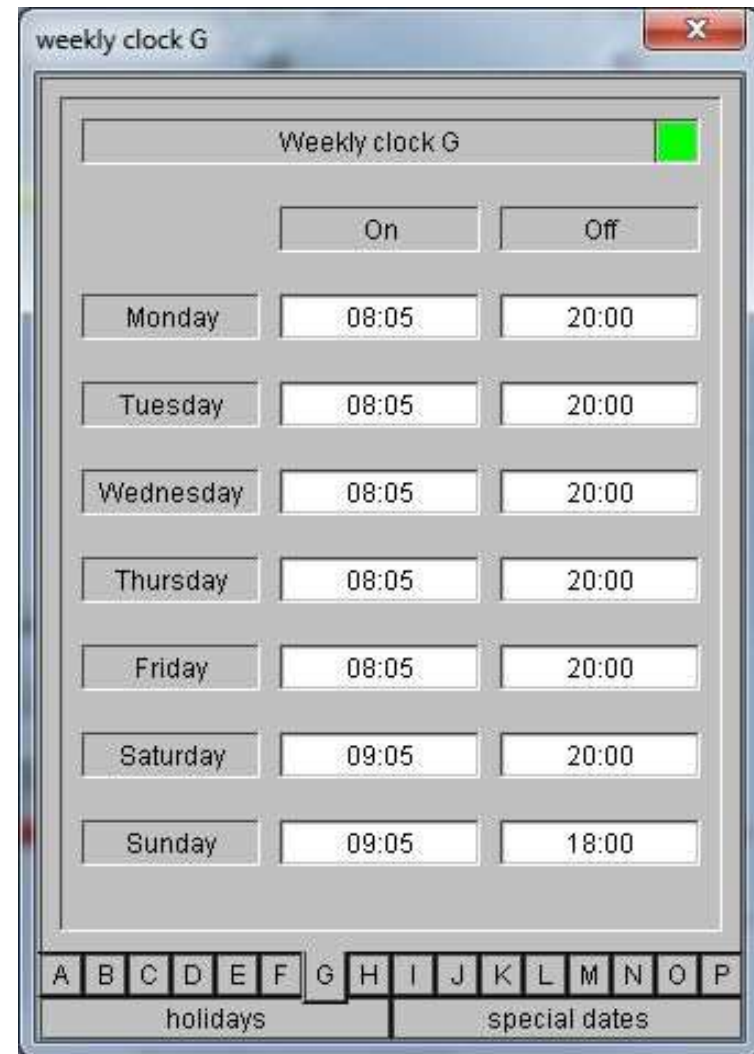 weekly clock G
Weekly clock G
On Off
Monday 08:05 20:00
Tuesday 08:05 20:00
Wednesday 08:05 20:00
Thursday 08:05 20:00
Friday 08:05 20:00
Saturday 09:05 20:00
Sunday 09:05 18:00
A B C D E F G H I J K L M N O P
holidays special dates